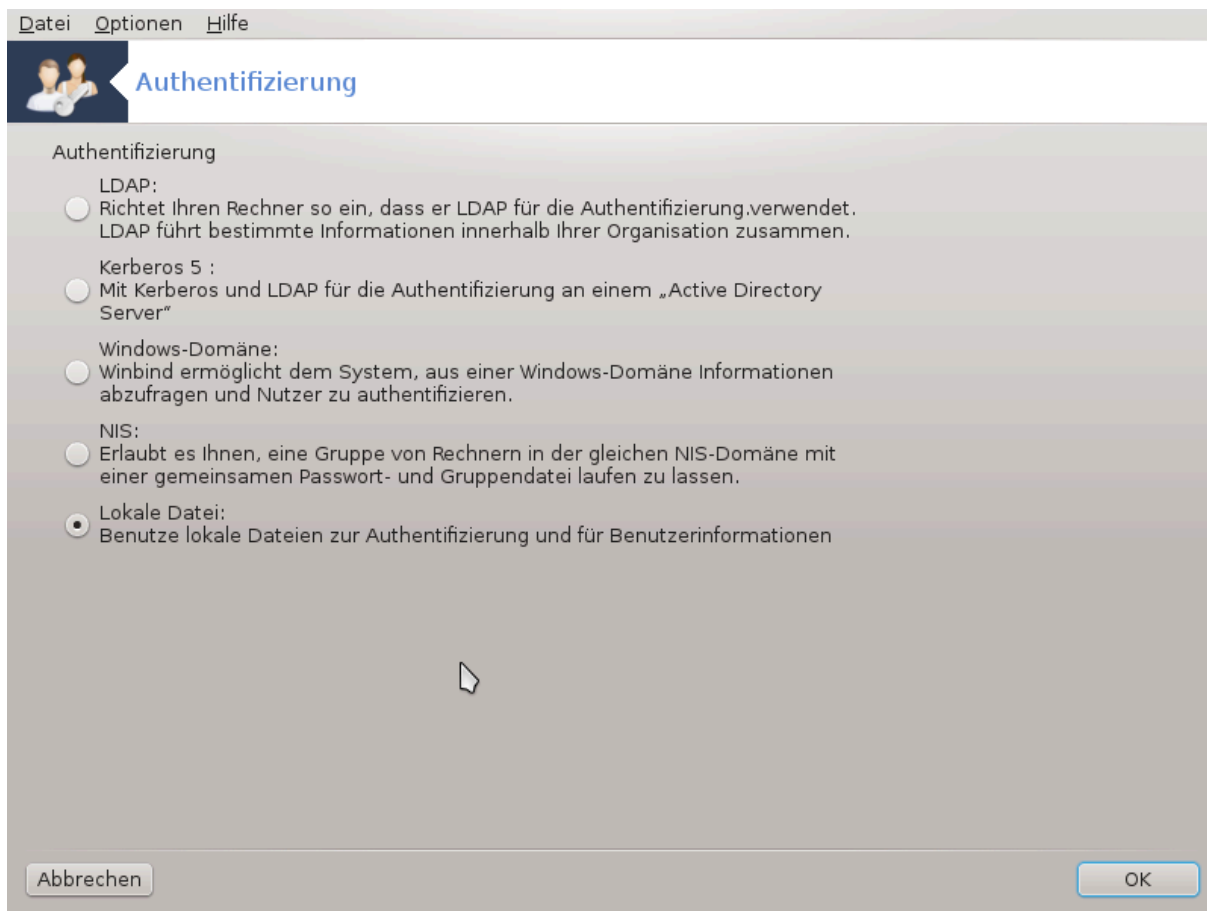 Datei Optionen Hilfe
Authentifizierung
Authentifizierung
LDAP:
Richtet Ihren Rechner so ein, dass er LDAP für die Authentifizierung.verwendet.
LDAP führt bestimmte Informationen innerhalb Ihrer Organisation zusammen.
Kerberos 5 :
Mit Kerberos und LDAP für die Authentifizierung an einem „Active Directory
Server“
Windows-Domäne:
Winbind ermöglicht dem System, aus einer Windows-Domäne Informationen
abzufragen und Nutzer zu authentifizieren.
NIS:
Erlaubt es Ihnen, eine Gruppe von Rechnern in der gleichen NIS-Domäne mit
einer gemeinsamen Passwort- und Gruppendatei laufen zu lassen.
Lokale Datei:
Benutze lokale Dateien zur Authentifizierung und für Benutzerinformationen
Abbrechen OK